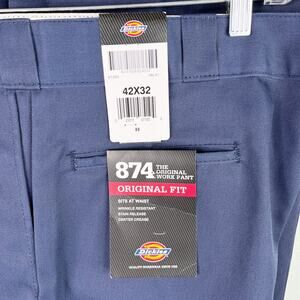 Dickies
42X32
874 THE ORIGINAL WORK PANT
ORIGINAL FIT
SITS AT WAIST
WRINKLE RESISTANT
STAIN RELEASE
CENTER CREASE
Dickies